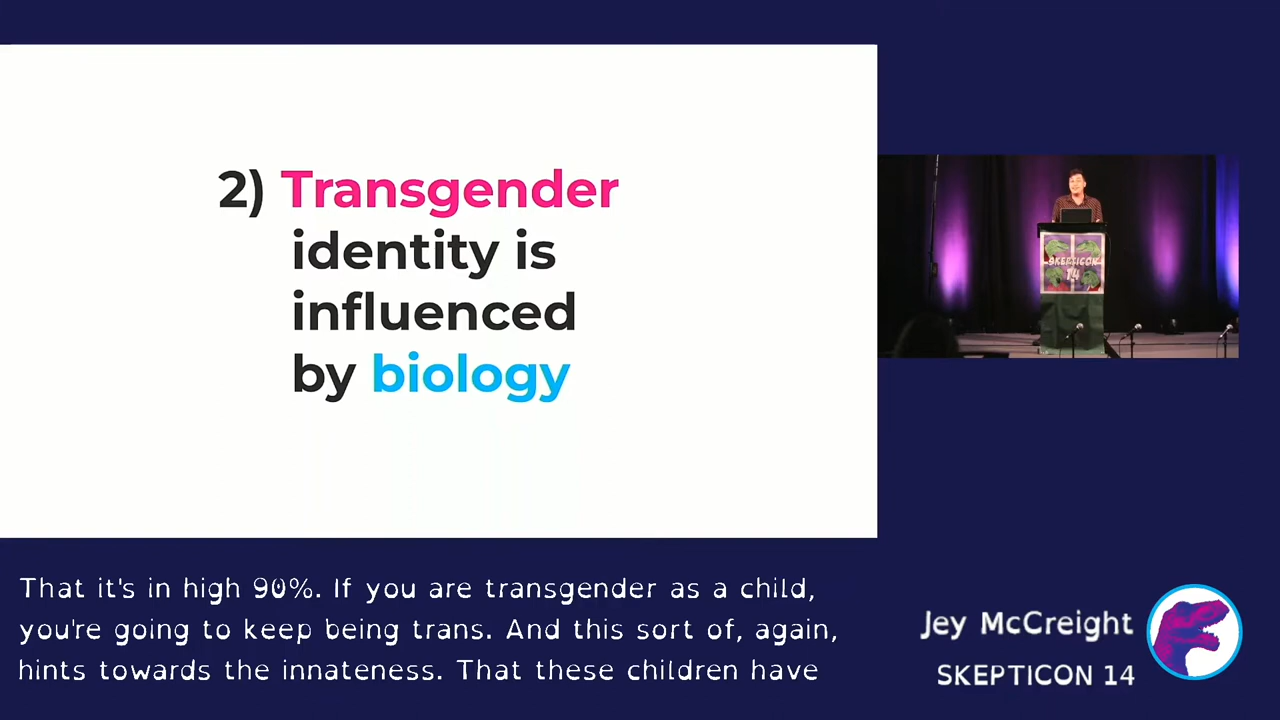 2) Transgender
identity is
influenced
by biology
SKEPTICON
14
That it's in high 90%. If you are transgender as a child,
you're going to keep being trans. And this sort of, again,
hints towards the innateness. That these children have
Jey McCreight
SKEPTICON 14